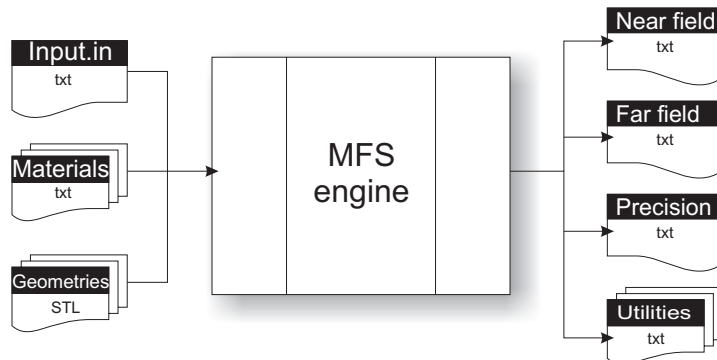 Input.in
txt
Materials
txt
Geometries
STL
MFS
engine
Near field
txt
Far field
txt
Precision
txt
Utilities
txt